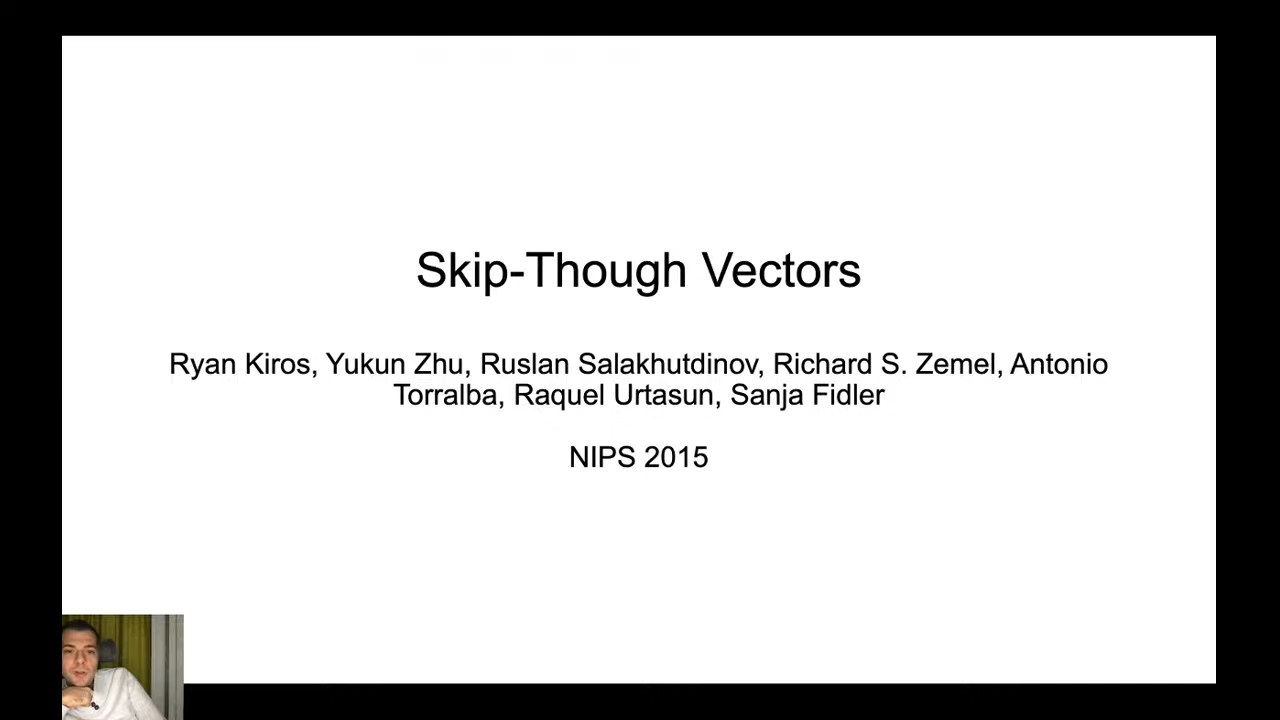 Skip-Though Vectors
Ryan Kiros, Yukun Zhu, Ruslan Salakhutdinov, Richard S. Zemel, Antonio
Torralba, Raquel Urtasun, Sanja Fidler
NIPS 2015